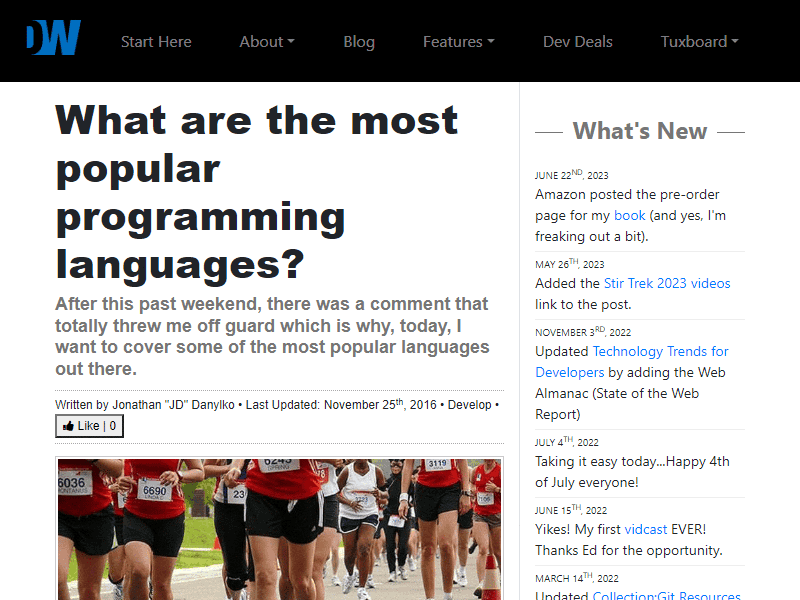 DW
Start Here
About
Blog
Features
Dev Deals
Tuxboard
What are the most
popular
programming
languages?
After this past weekend, there was a comment that
totally threw me off guard which is why, today, I
want to cover some of the most popular languages
out there.
Written by Jonathan "JD" Danylko • Last Updated: November 25th, 2016 • Develop •
Like | 0
6036
6690
23
6243
SPRING
3119
What's New
JUNE 22ND, 2023
Amazon posted the pre-order
page for my book (and yes, I'm
freaking out a bit).
MAY 26TH, 2023
Added the Stir Trek 2023 videos
link to the post.
NOVEMBER 3RD, 2022
Updated Technology Trends for
Developers by adding the Web
Almanac (State of the Web
Report)
JULY 4TH, 2022
Taking it easy today...Happy 4th
of July everyone!
JUNE 15TH, 2022
Yikes! My first vidcast EVER!
Thanks Ed for the opportunity.
MARCH 14TH, 2022
Updated Collection:Git Resources